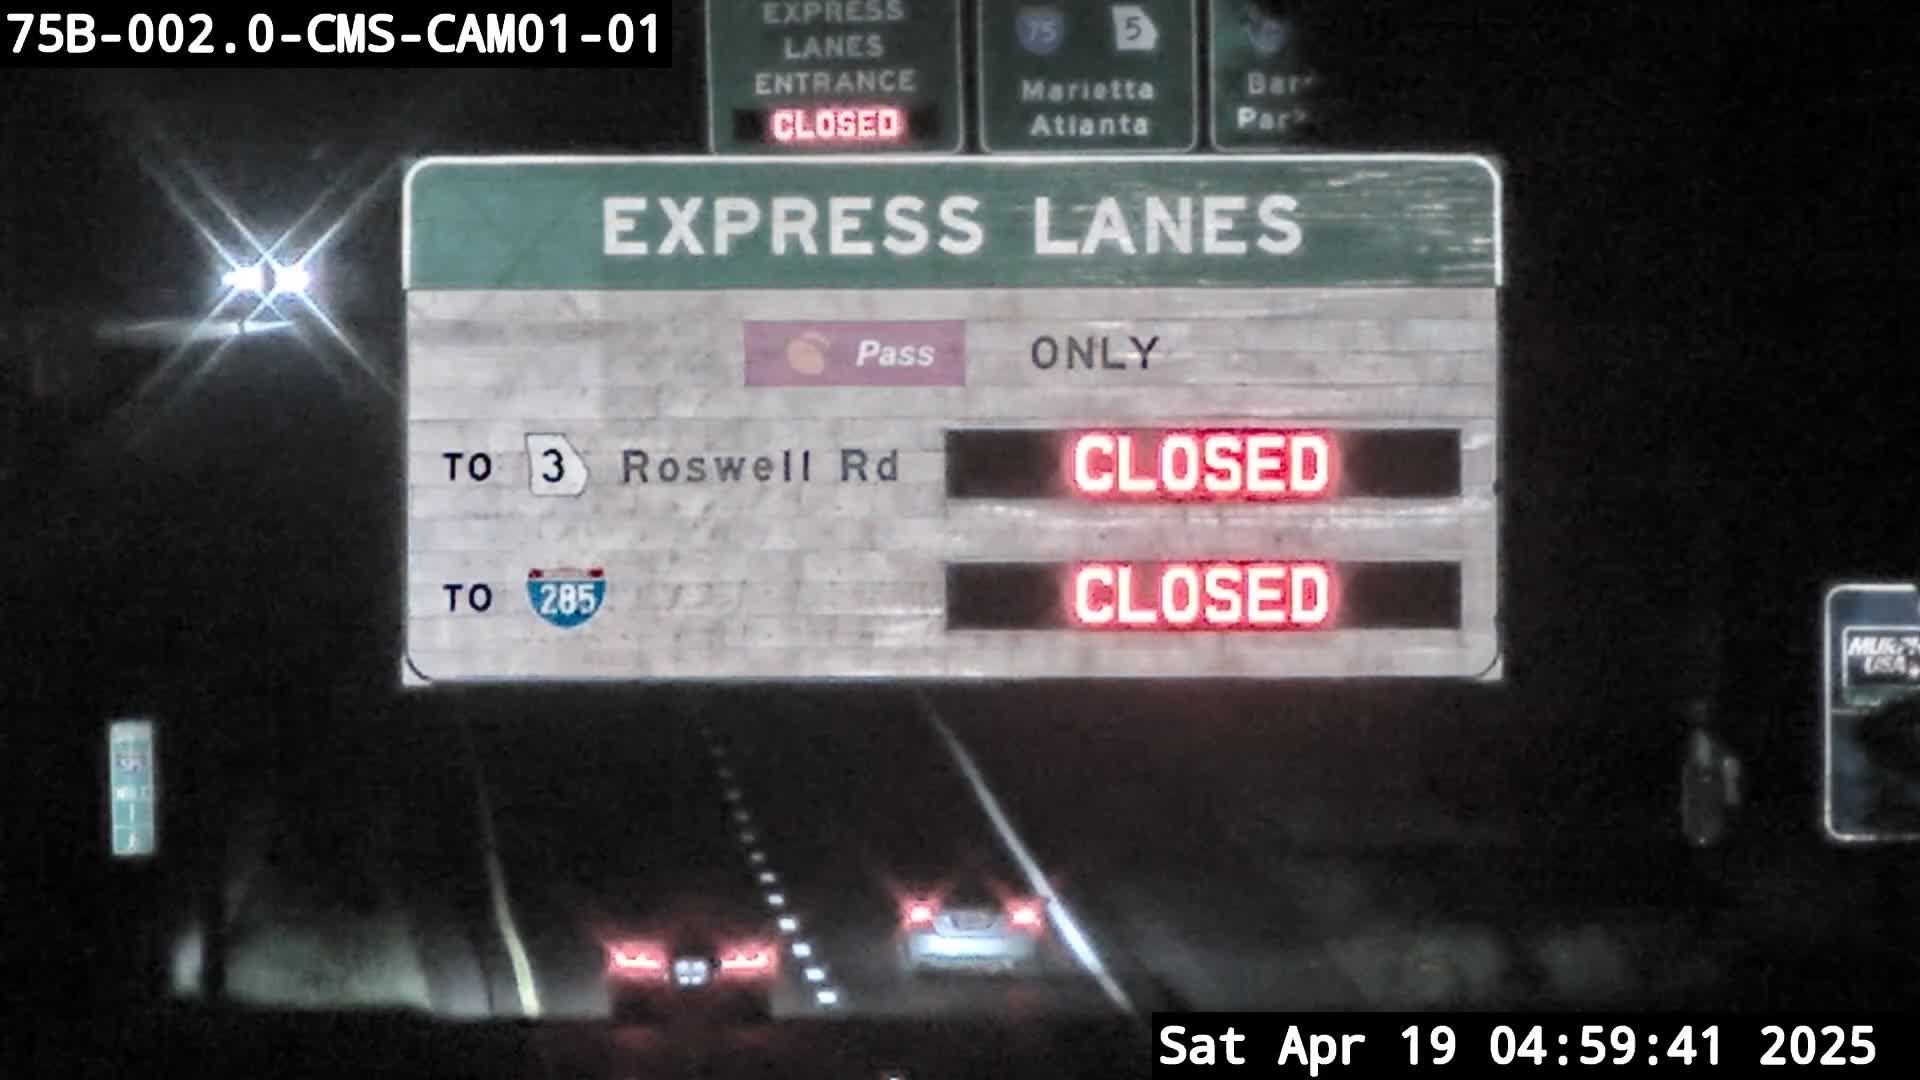 75B-002.0-CMS-CAM01-01
EXPRESS
LANES
ENTRANCE
CLOSED
75 5
Marietta
Atlanta
EXPRESS LANES
Pass ONLY
TO 3 Roswell Rd CLOSED
TO 285 CLOSED
Sat Apr 19 04:59:41 2025